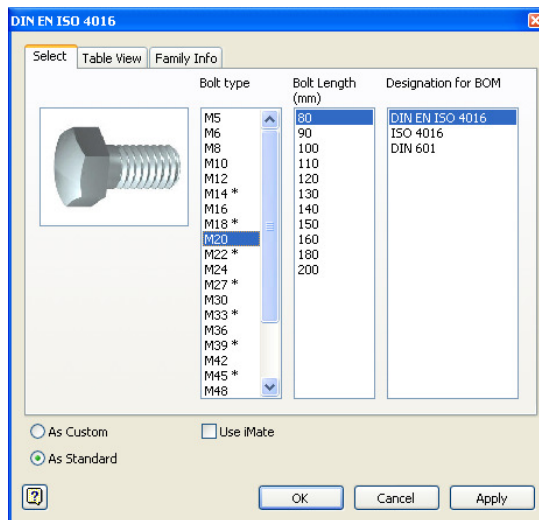 DIN EN ISO 4016
Select
Table View
Family Info
Bolt type
M5
M6
M8
M10
M12
M14 *
M16
M18 *
M20
M22 *
M24
M27 *
M30
M33 *
M36
M39 *
M42
M45 *
M48
Bolt Length
(mm)
80
90
100
110
120
130
140
150
160
180
200
Designation for BOM
DIN EN ISO 4016
ISO 4016
DIN 601
As Custom
Use iMate
As Standard
?
OK
Cancel
Apply